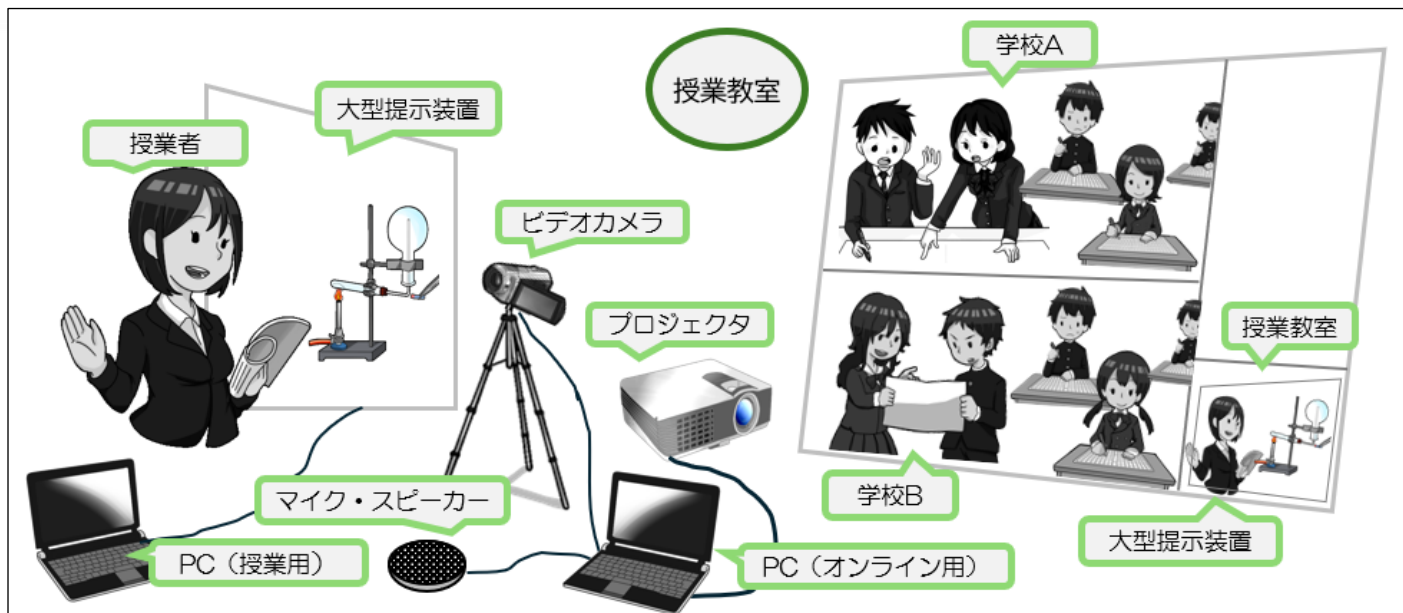 学校A
授業教室
大型提示装置
授業者
ビデオカメラ
プロジェクタ
授業教室
マイク・スピーカー
学校B
大型提示装置
PC（授業用）
PC（オンライン用）